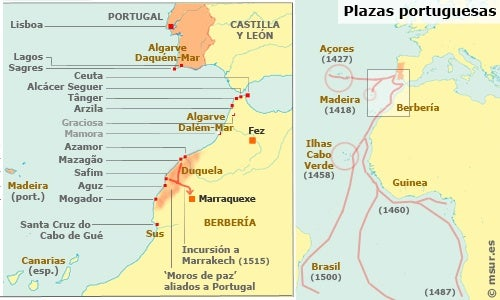 Plazas portuguesas
PORTUGAL
Lisboa
CASTILLA
Y LEÓN
Algarve
Daquém-Mar
Lagos
Sagres
Ceuta
Alcácer Seguer
Tânger
Arzila
Algarve
Dalém-Mar
Graciosa
Mamora
Fez
Azamor
Mazagão
Safim
Duquela
Aguz
Mogador
Madeira
(port.)
Marraquexe
BERBERÍA
Santa Cruz do
Cabo de Gué
Sus
Incursión a
Marrakech (1515)
Canarias
(esp.)
'Moros de paz'
aliados a Portugal
Açores
(1427)
Madeira
(1418)
Berbería
Ilhas
Cabo
Verde
(1458)
Guinea
(1460)
Brasil
(1500)
(1487)
© msur.es